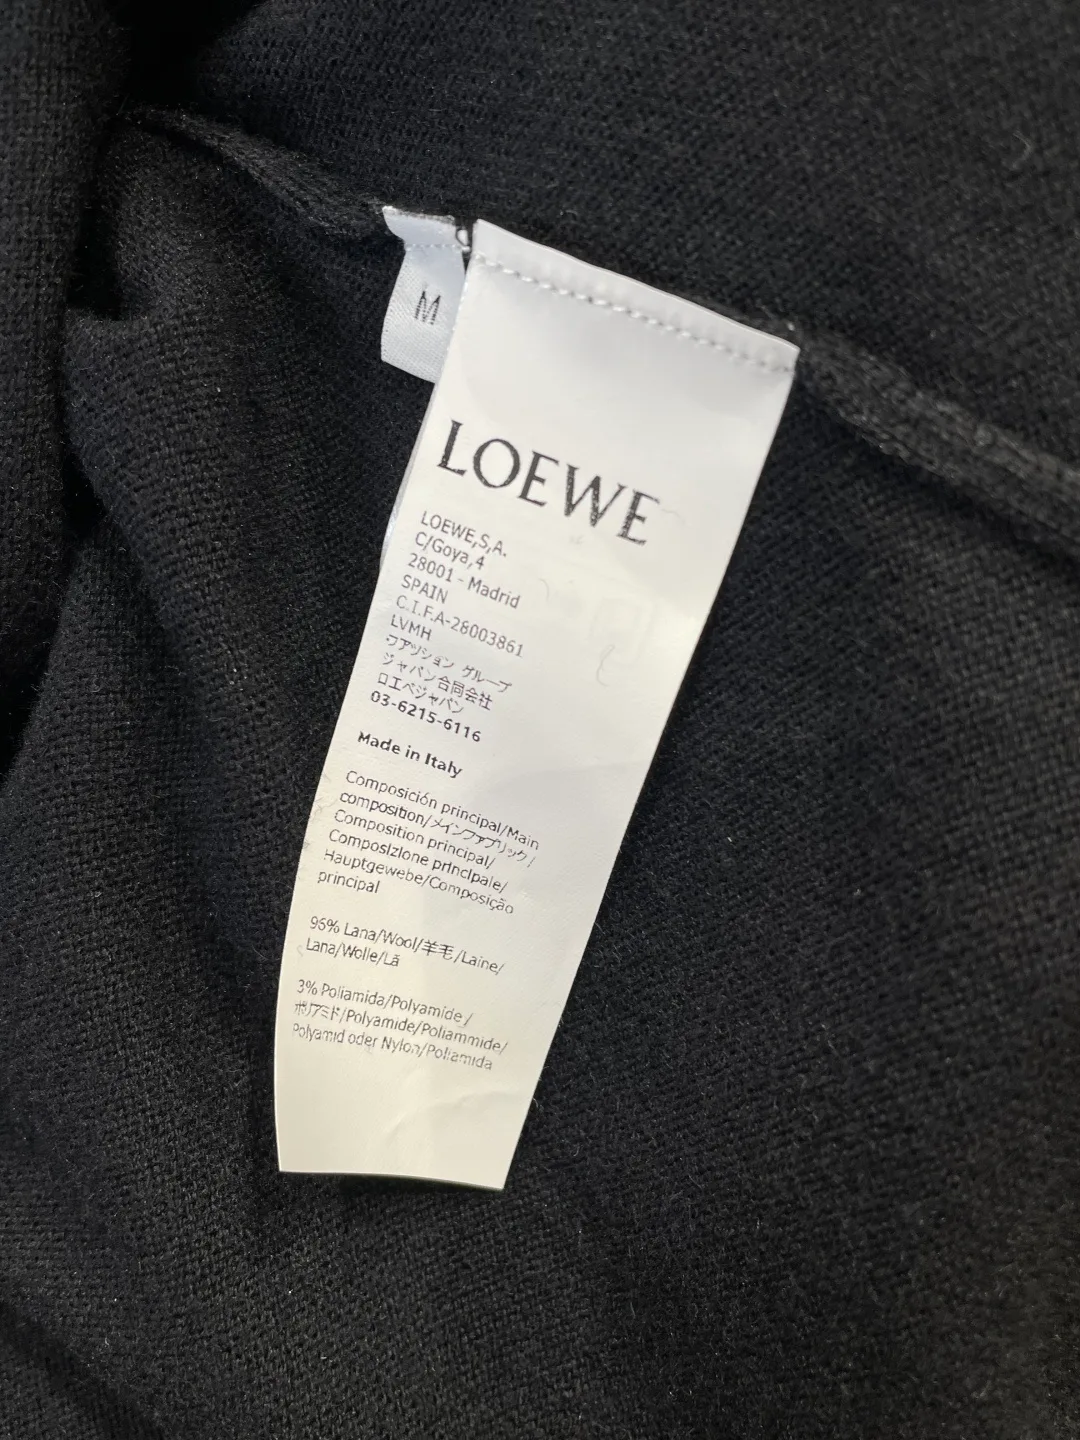 M
LOEWE
LOEWE,S,A.
C/Goya,4
28001 - Madrid
SPAIN
C.I.F.A-28003861
LVMH
ファッション グループ
ジャパン合同会社
ロエベジャパン
03-6215-6116
Made in Italy
Composición principal/Main
composition/メインファブリック/
Composition principal/
Composizione principale/
Hauptgewebe/Composição
principal
96% Lana/Wool/羊毛/Laine/
Lana/Wolle/Lã
3% Poliamida/Polyamide/
ポリアミド/Polyamide/Poliammide/
Polyamid oder Nylon/Poliamida